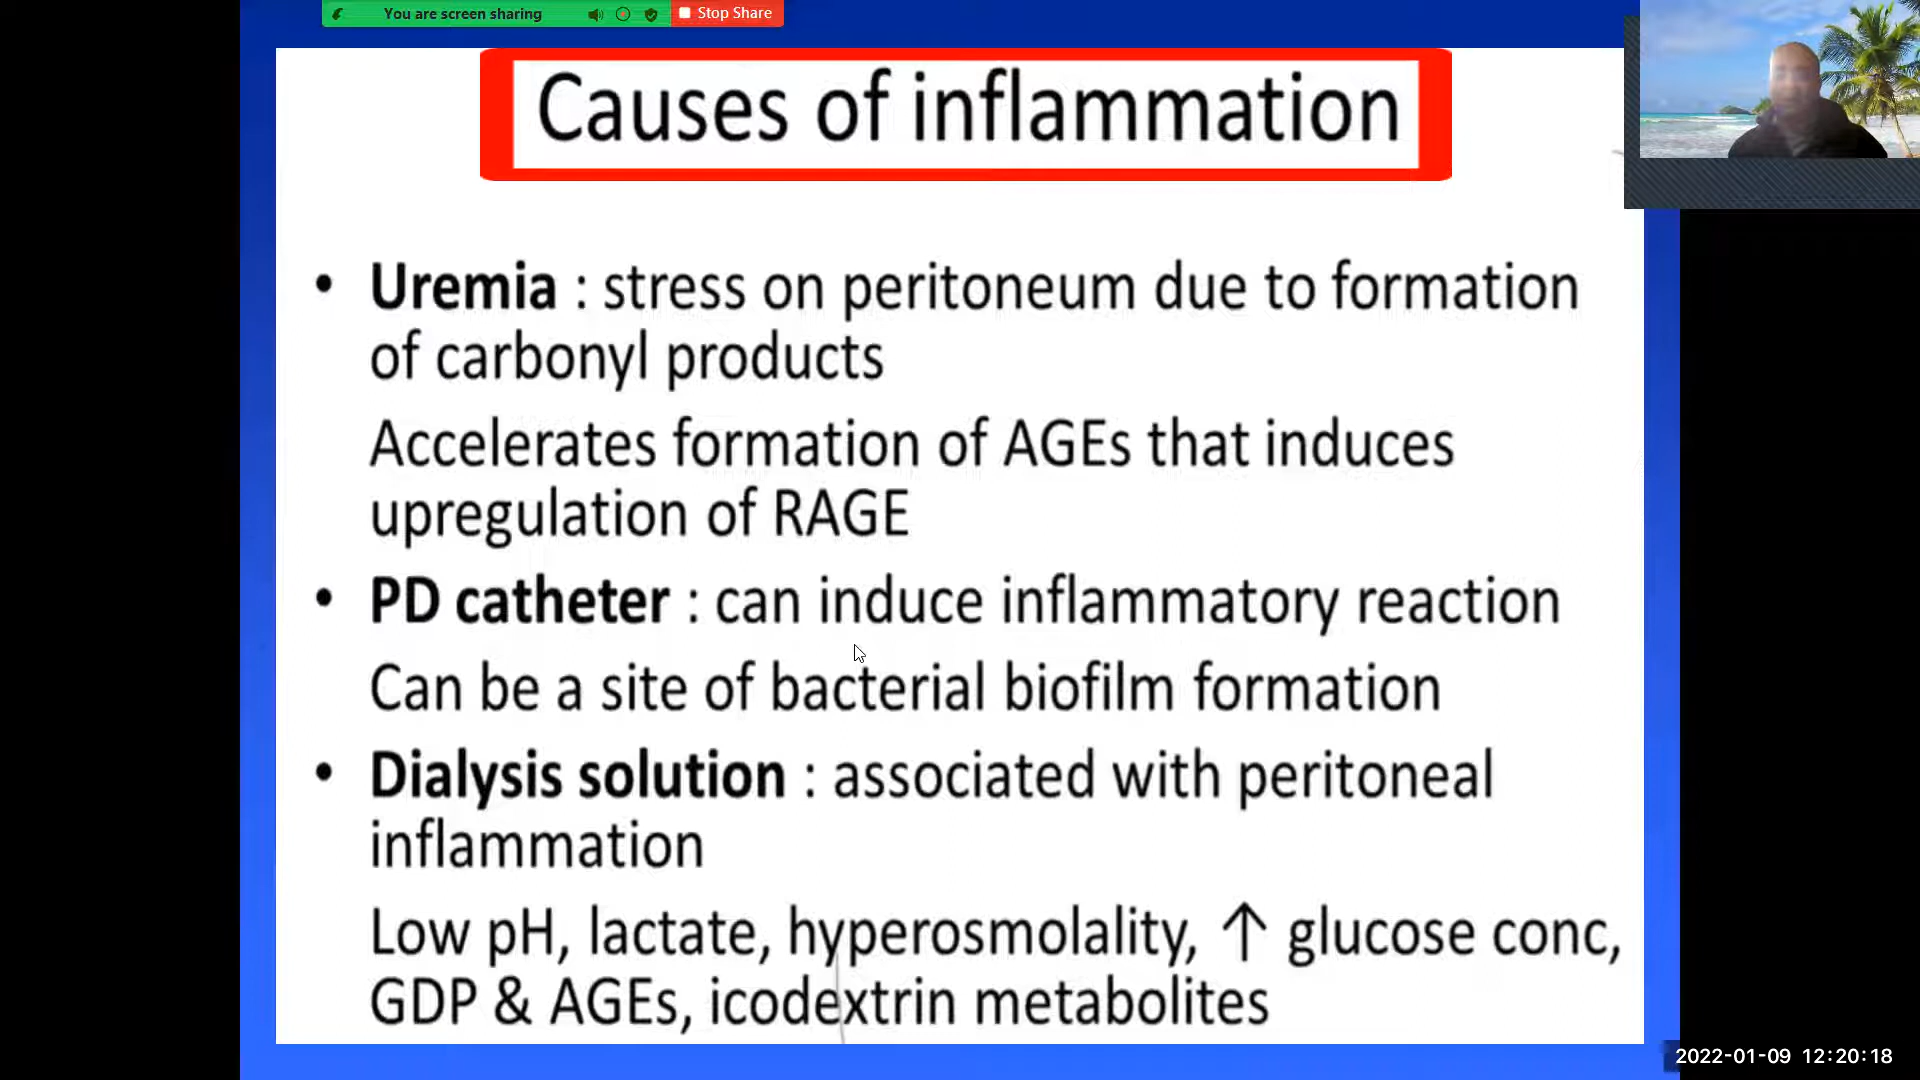 You are screen sharing
Stop Share
Causes of inflammation
• Uremia : stress on peritoneum due to formation
of carbonyl products
Accelerates formation of AGEs that induces
upregulation of RAGE
• PD catheter : can induce inflammatory reaction
Can be a site of bacterial biofilm formation
• Dialysis solution : associated with peritoneal
inflammation
Low pH, lactate, hyperosmolality, ↑ glucose conc,
GDP & AGEs, icodextrin metabolites
2022-01-09 12:20:18